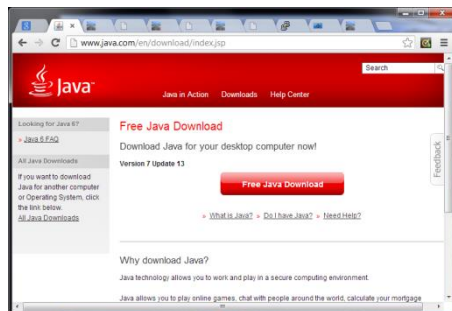 www.java.com/en/download/index.jsp
Search
Java
Java in Action Downloads Help Center
Looking for Java 6?
» Java 6 FAQ
All Java Downloads
If you want to download
Java for another computer
or Operating System, click
the link below.
All Java Downloads
Free Java Download
Download Java for your desktop computer now!
Version 7 Update 13
Free Java Download
» What is Java? » Do I have Java? » Need Help?
Feedback
Why download Java?
Java technology allows you to work and play in a secure computing environment.
Java allows you to play online games, chat with people around the world, calculate your mortgage